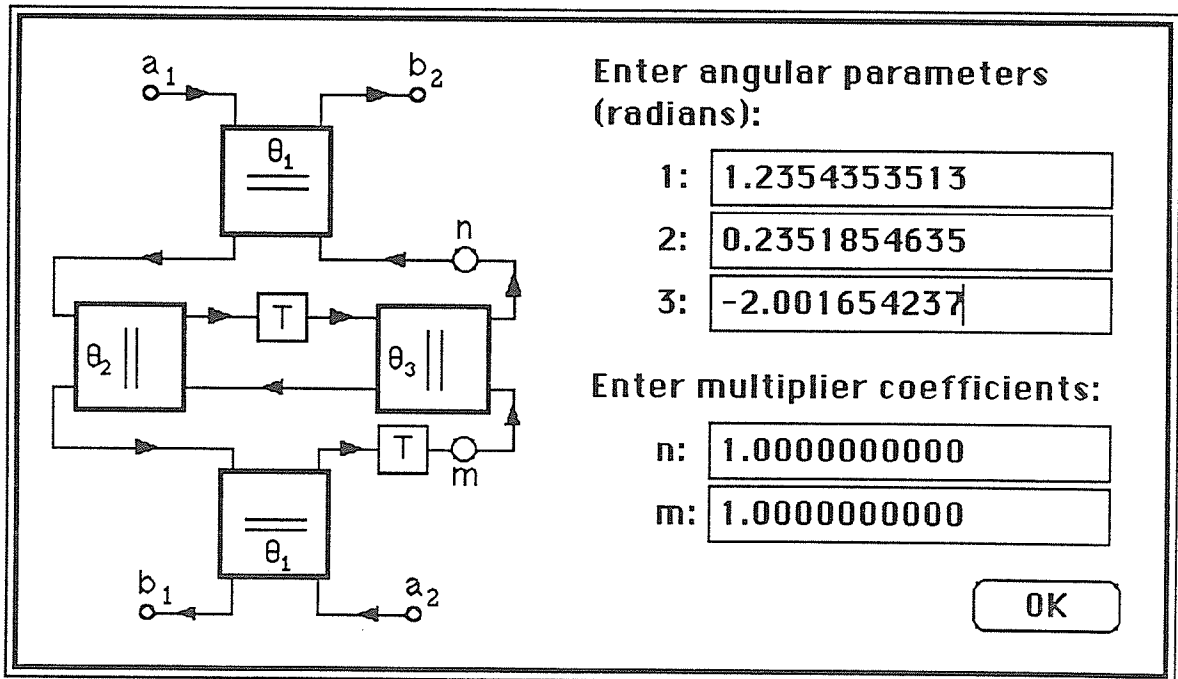 a1
b2
θ1
n
T
θ2
θ3
T
m
θ1
b1
a2
Enter angular parameters
(radians):
1: 1.2354353513
2: 0.2351854635
3: -2.001654237
Enter multiplier coefficients:
n: 1.0000000000
m: 1.0000000000
OK